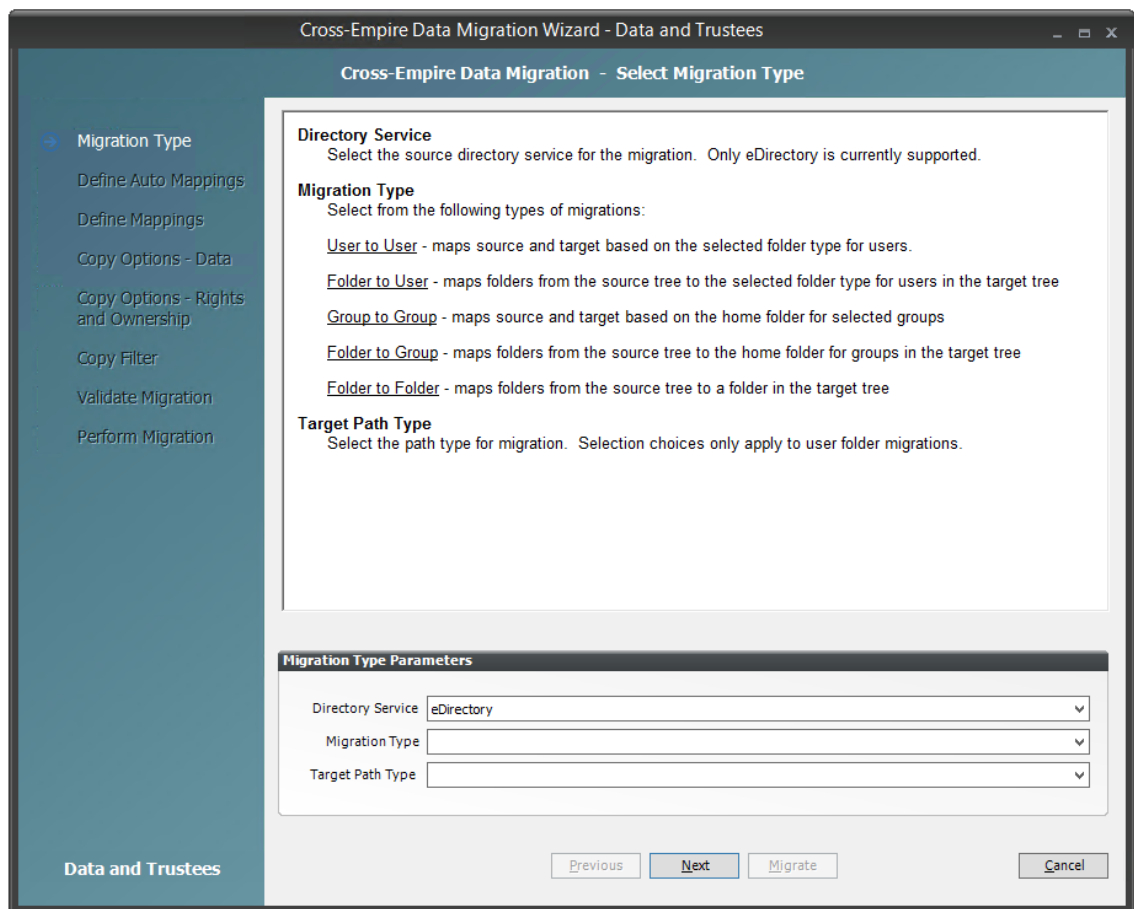 Cross-Empire Data Migration Wizard - Data and Trustees
Cross-Empire Data Migration - Select Migration Type
Migration Type
Define Auto Mappings
Define Mappings
Copy Options - Data
Copy Options - Rights
and Ownership
Copy Filter
Validate Migration
Perform Migration
Data and Trustees
Directory Service
Select the source directory service for the migration. Only eDirectory is currently supported.
Migration Type
Select from the following types of migrations:
User to User - maps source and target based on the selected folder type for users.
Folder to User - maps folders from the source tree to the selected folder type for users in the target tree
Group to Group - maps source and target based on the home folder for selected groups
Folder to Group - maps folders from the source tree to the home folder for groups in the target tree
Folder to Folder - maps folders from the source tree to a folder in the target tree
Target Path Type
Select the path type for migration. Selection choices only apply to user folder migrations.
Migration Type Parameters
Directory Service eDirectory
Migration Type
Target Path Type
Previous Next Migrate Cancel